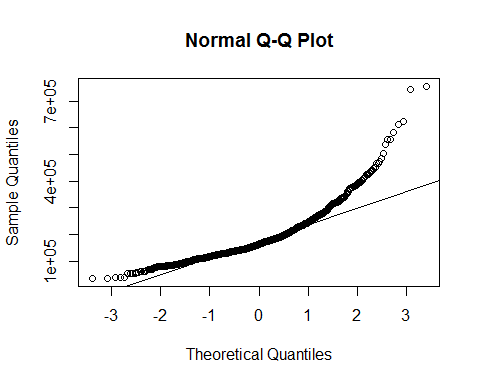 Normal Q-Q Plot
Sample Quantiles
7e+05
4e+05
1e+05
-3 -2 -1 0 1 2 3
Theoretical Quantiles